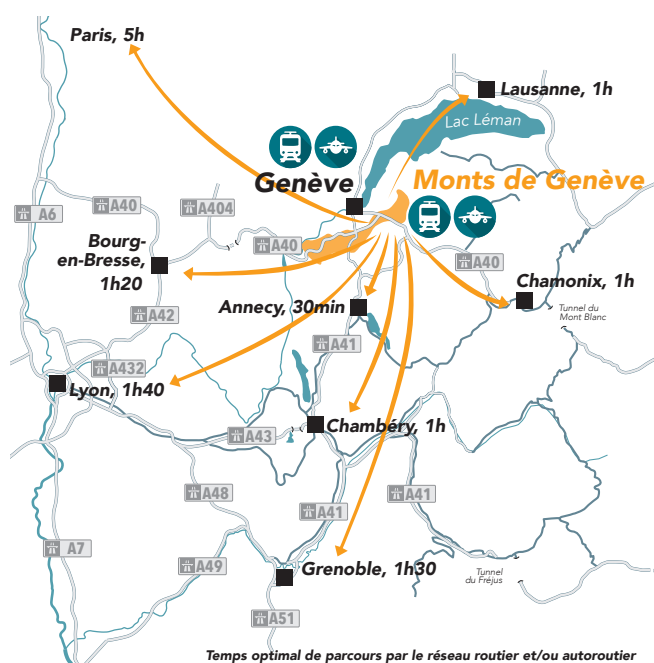 Paris, 5h
Lausanne, 1h
Lac Léman
Genève
Monts de Genève
A6
A40
A404
A40
Bourg-
en-Bresse,
1h20
A40
Chamonix, 1h
Annecy, 30min
Tunnel du
Mont Blanc
A42
A41
A432
Lyon, 1h40
Chambéry, 1h
A43
A48
A41
A41
A7
A49
Grenoble, 1h30
Tunnel
du Fréjus
A51
Temps optimal de parcours par le réseau routier et/ou autoroutier